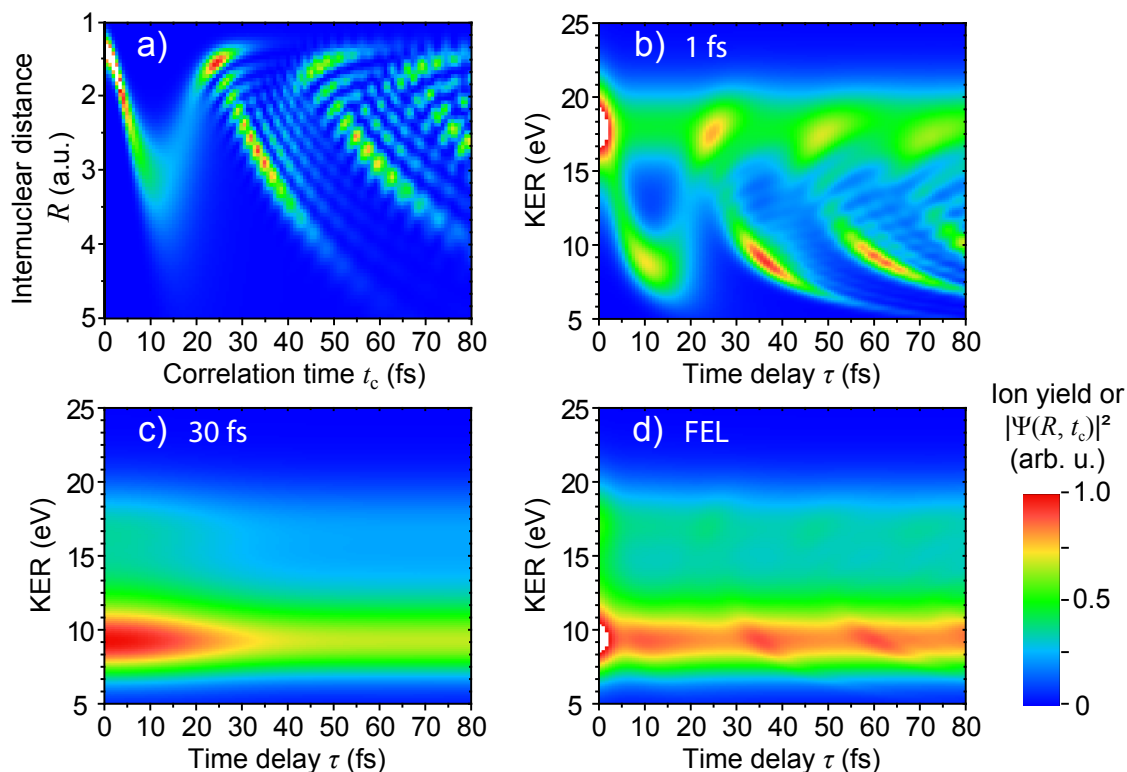 a)
1
2
3
4
5
Internuclear distance
R (a.u.)
0 10 20 30 40 50 60 70 80
Correlation time t_c (fs)
b) 1 fs
25
20
15
10
5
KER (eV)
0 10 20 30 40 50 60 70 80
Time delay τ (fs)
c) 30 fs
25
20
15
10
5
KER (eV)
0 10 20 30 40 50 60 70 80
Time delay τ (fs)
d) FEL
25
20
15
10
5
KER (eV)
0 10 20 30 40 50 60 70 80
Time delay τ (fs)
Ion yield or
|Ψ(R, t_c)|²
(arb. u.)
1.0
0.5
0